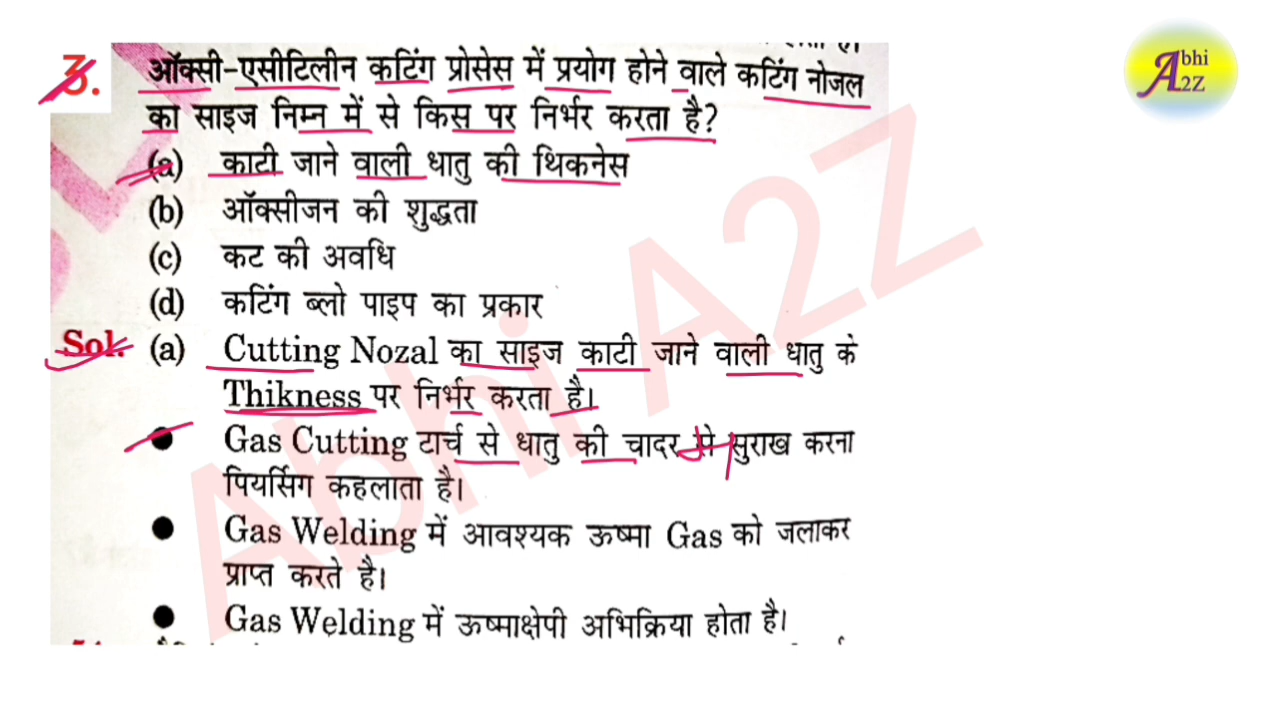 3.
ऑक्सी-एसीटिलीन कटिंग प्रोसेस में प्रयोग होने वाले कटिंग नोजल
का साइज निम्न में से किस पर निर्भर करता है?
(a) काटी जाने वाली धातु की थिकनेस
(b) ऑक्सीजन की शुद्धता
(c) कट की अवधि
(d) कटिंग ब्लो पाइप का प्रकार
Sol. (a) Cutting Nozal का साइज काटी जाने वाली धातु के
Thikness पर निर्भर करता है।
● Gas Cutting टार्च से धातु की चादर सुराख करना
पियर्सिंग कहलाता है।
● Gas Welding में आवश्यक ऊष्मा Gas को जलाकर
प्राप्त करते है।
● Gas Welding में ऊष्माक्षेपी अभिक्रिया होता है।
Abhi A2Z
Abhi
A2Z